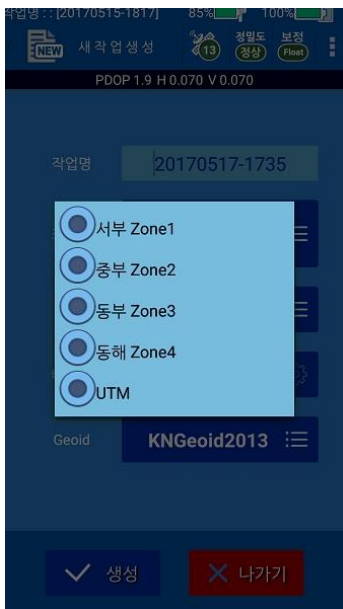 작업명 : [20170515-1817] 85% 100%
NEW 새작업생성 13 정밀도 정상 보정 Float
PDOP 1.9 H 0.070 V 0.070
작업명 20170517-1735
서부 Zone1
중부 Zone2
동부 Zone3
동해 Zone4
UTM
Geoid KNGeoid2013
생성 나가기